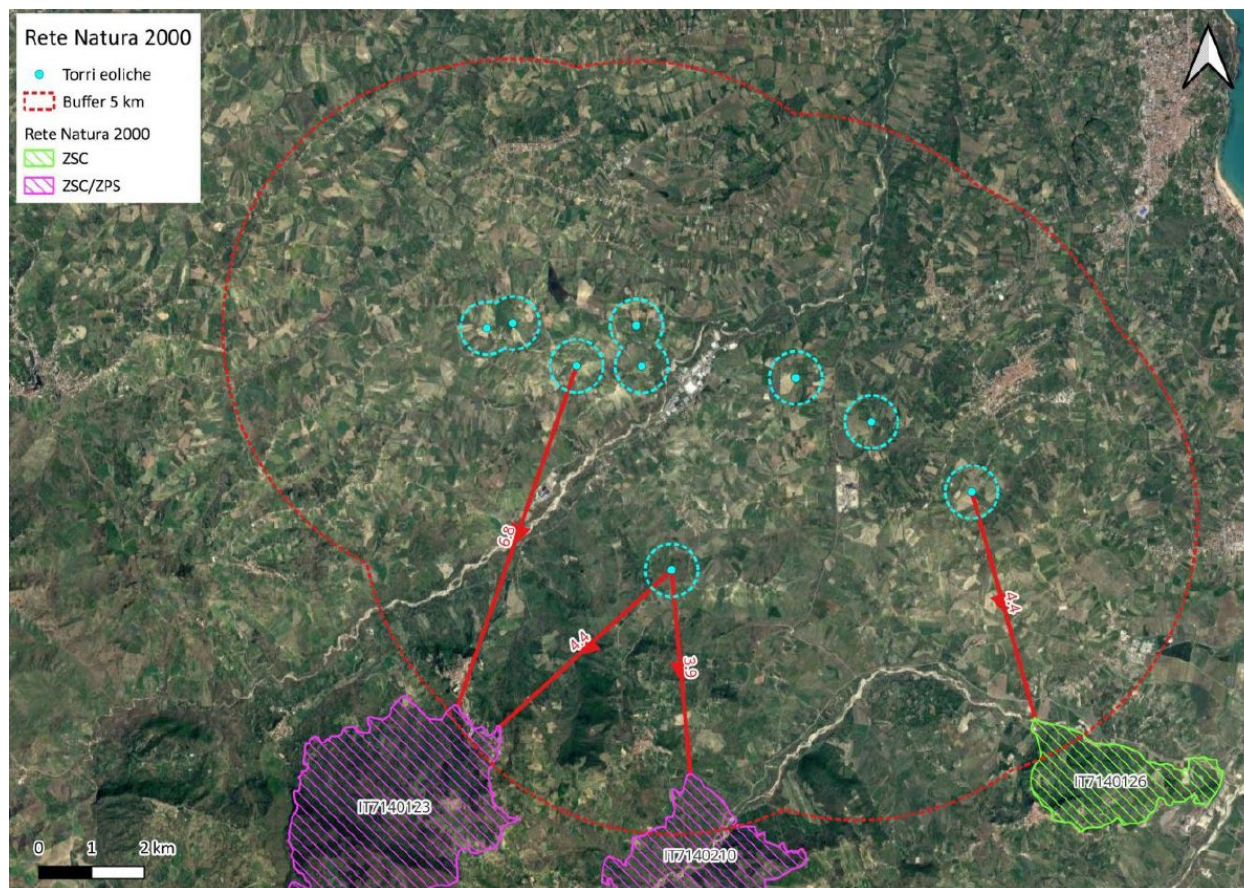 Rete Natura 2000
Torri eoliche
Buffer 5 km
Rete Natura 2000
ZSC
ZSC/ZPS
6.8
4.4
3.9
4.4
IT7140123
IT7140210
IT7140126
0 1 2 km